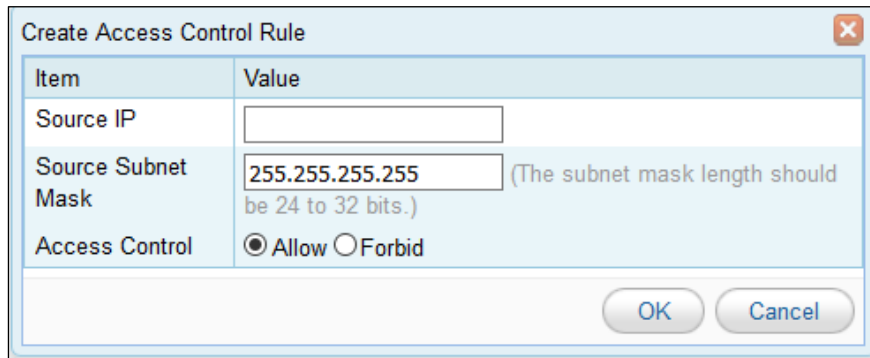 Create Access Control Rule
Item Value
Source IP
Source Subnet Mask 255.255.255.255 (The subnet mask length should be 24 to 32 bits.)
Access Control Allow Forbid
OK Cancel